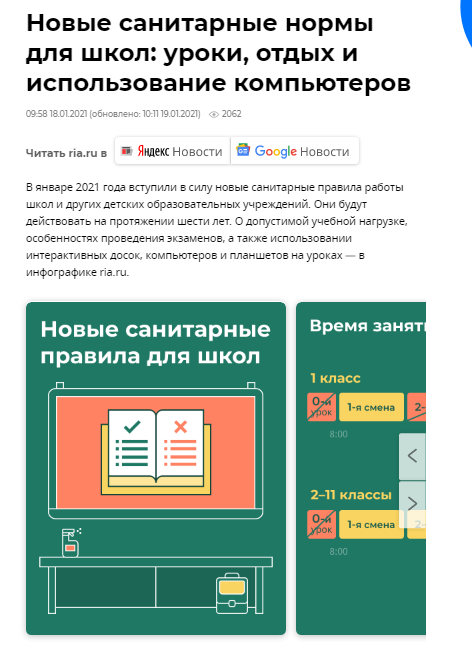 Новые санитарные нормы
для школ: уроки, отдых и
использование компьютеров
09:58 18.01.2021 (обновлено: 10:11 19.01.2021) 2062
Читать ria.ru в
Яндекс Новости
Google Новости
В январе 2021 года вступили в силу новые санитарные правила работы
школ и других детских образовательных учреждений. Они будут
действовать на протяжении шести лет. О допустимой учебной нагрузке,
особенностях проведения экзаменов, а также использовании
интерактивных досок, компьютеров и планшетов на уроках — в
инфографике ria.ru.
Новые санитарные
правила для школ
Время занят
1 класс
0-й
урок
1-я смена
2-
8:00
2–11 классы
0-й
урок
1-я смена
2-
8:00